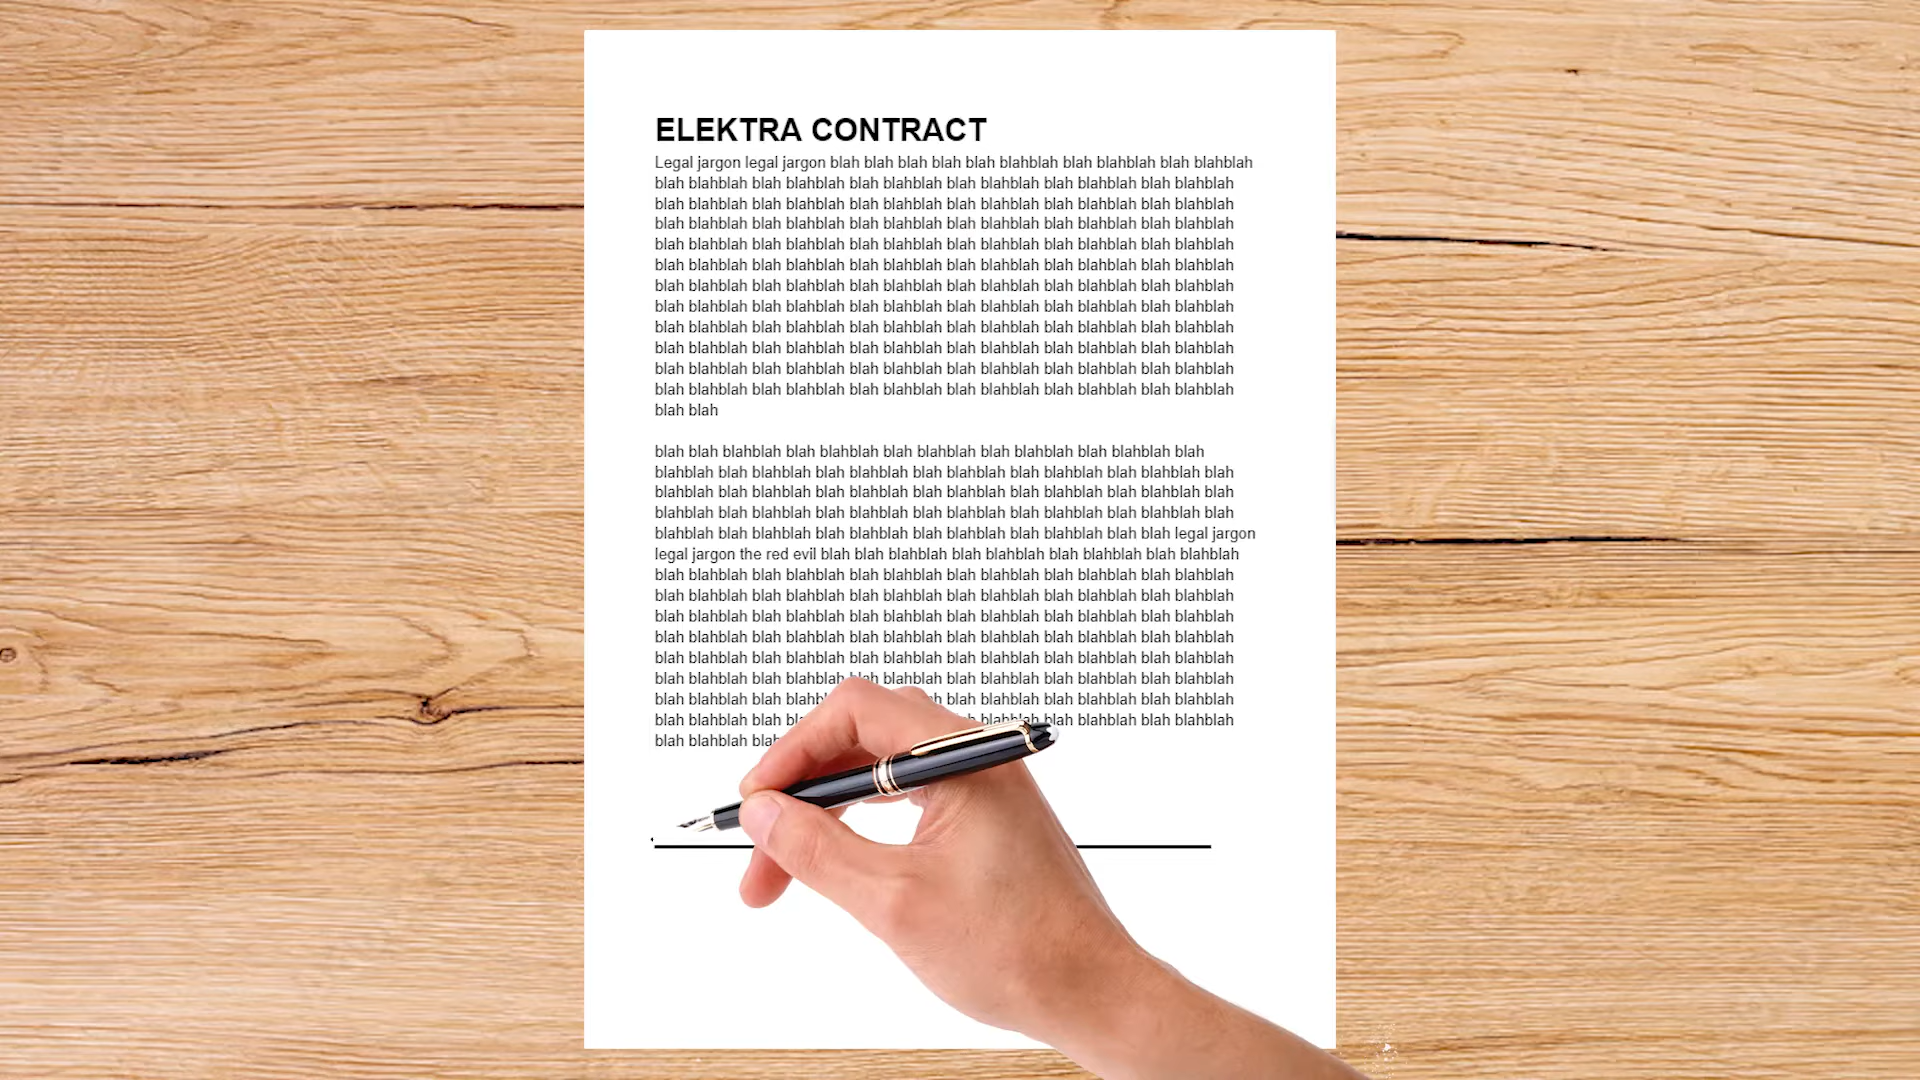 ELEKTRA CONTRACT
Legal jargon legal jargon blah blah blah blah blah blahblah blah blahblah blah blahblah
blah blahblah blah blahblah blah blahblah blah blahblah blah blahblah blah blahblah
blah blahblah blah blahblah blah blahblah blah blahblah blah blahblah blah blahblah
blah blahblah blah blahblah blah blahblah blah blahblah blah blahblah blah blahblah
blah blahblah blah blahblah blah blahblah blah blahblah blah blahblah blah blahblah
blah blahblah blah blahblah blah blahblah blah blahblah blah blahblah blah blahblah
blah blahblah blah blahblah blah blahblah blah blahblah blah blahblah blah blahblah
blah blahblah blah blahblah blah blahblah blah blahblah blah blahblah blah blahblah
blah blahblah blah blahblah blah blahblah blah blahblah blah blahblah blah blahblah
blah blahblah blah blahblah blah blahblah blah blahblah blah blahblah blah blahblah
blah blahblah blah blahblah blah blahblah blah blahblah blah blahblah blah blahblah
blah blahblah blah blahblah blah blahblah blah blahblah blah blahblah blah blahblah
blah blah
blah blah blahblah blah blahblah blah blahblah blah blahblah blah blahblah blah
blahblah blah blahblah blah blahblah blah blahblah blah blahblah blah blahblah blah
blahblah blah blahblah blah blahblah blah blahblah blah blahblah blah blahblah blah
blahblah blah blahblah blah blahblah blah blahblah blah blahblah blah blahblah blah
blahblah blah blahblah blah blahblah blah blahblah blah blahblah blah blah legal jargon
legal jargon the red evil blah blah blahblah blah blahblah blah blahblah blah blahblah
blah blahblah blah blahblah blah blahblah blah blahblah blah blahblah blah blahblah
blah blahblah blah blahblah blah blahblah blah blahblah blah blahblah blah blahblah
blah blahblah blah blahblah blah blahblah blah blahblah blah blahblah blah blahblah
blah blahblah blah blahblah blah blahblah blah blahblah blah blahblah blah blahblah
blah blahblah blah blahblah blah blahblah blah blahblah blah blahblah blah blahblah
blah blahblah blah blahblah blah blahblah blah blahblah blah blahblah blah blahblah
blah blahblah blah blah blahblah blah blahblah blah blahblah
blah blahblah blah blahblah blah blahblah blah blahblah
blah blahblah blah